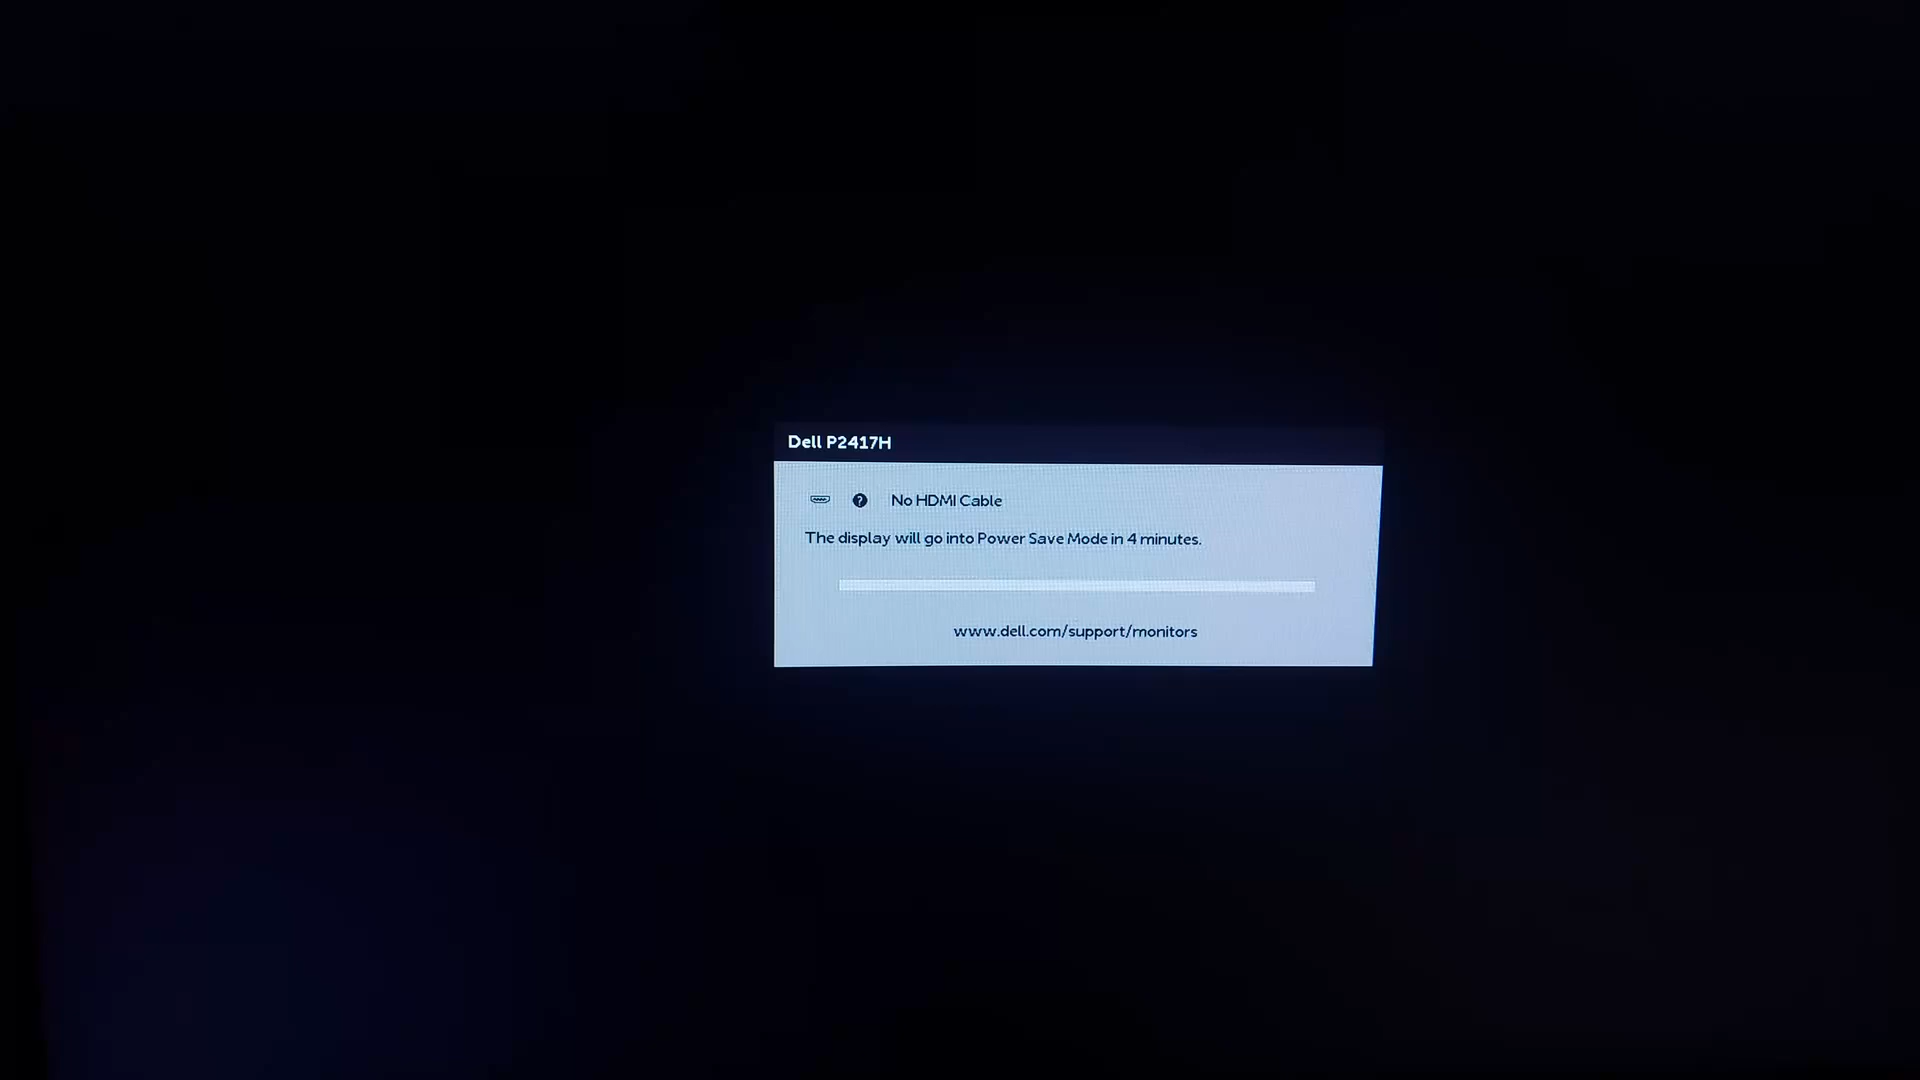 Dell P2417H
? No HDMI Cable
The display will go into Power Save Mode in 4 minutes.
www.dell.com/support/monitors